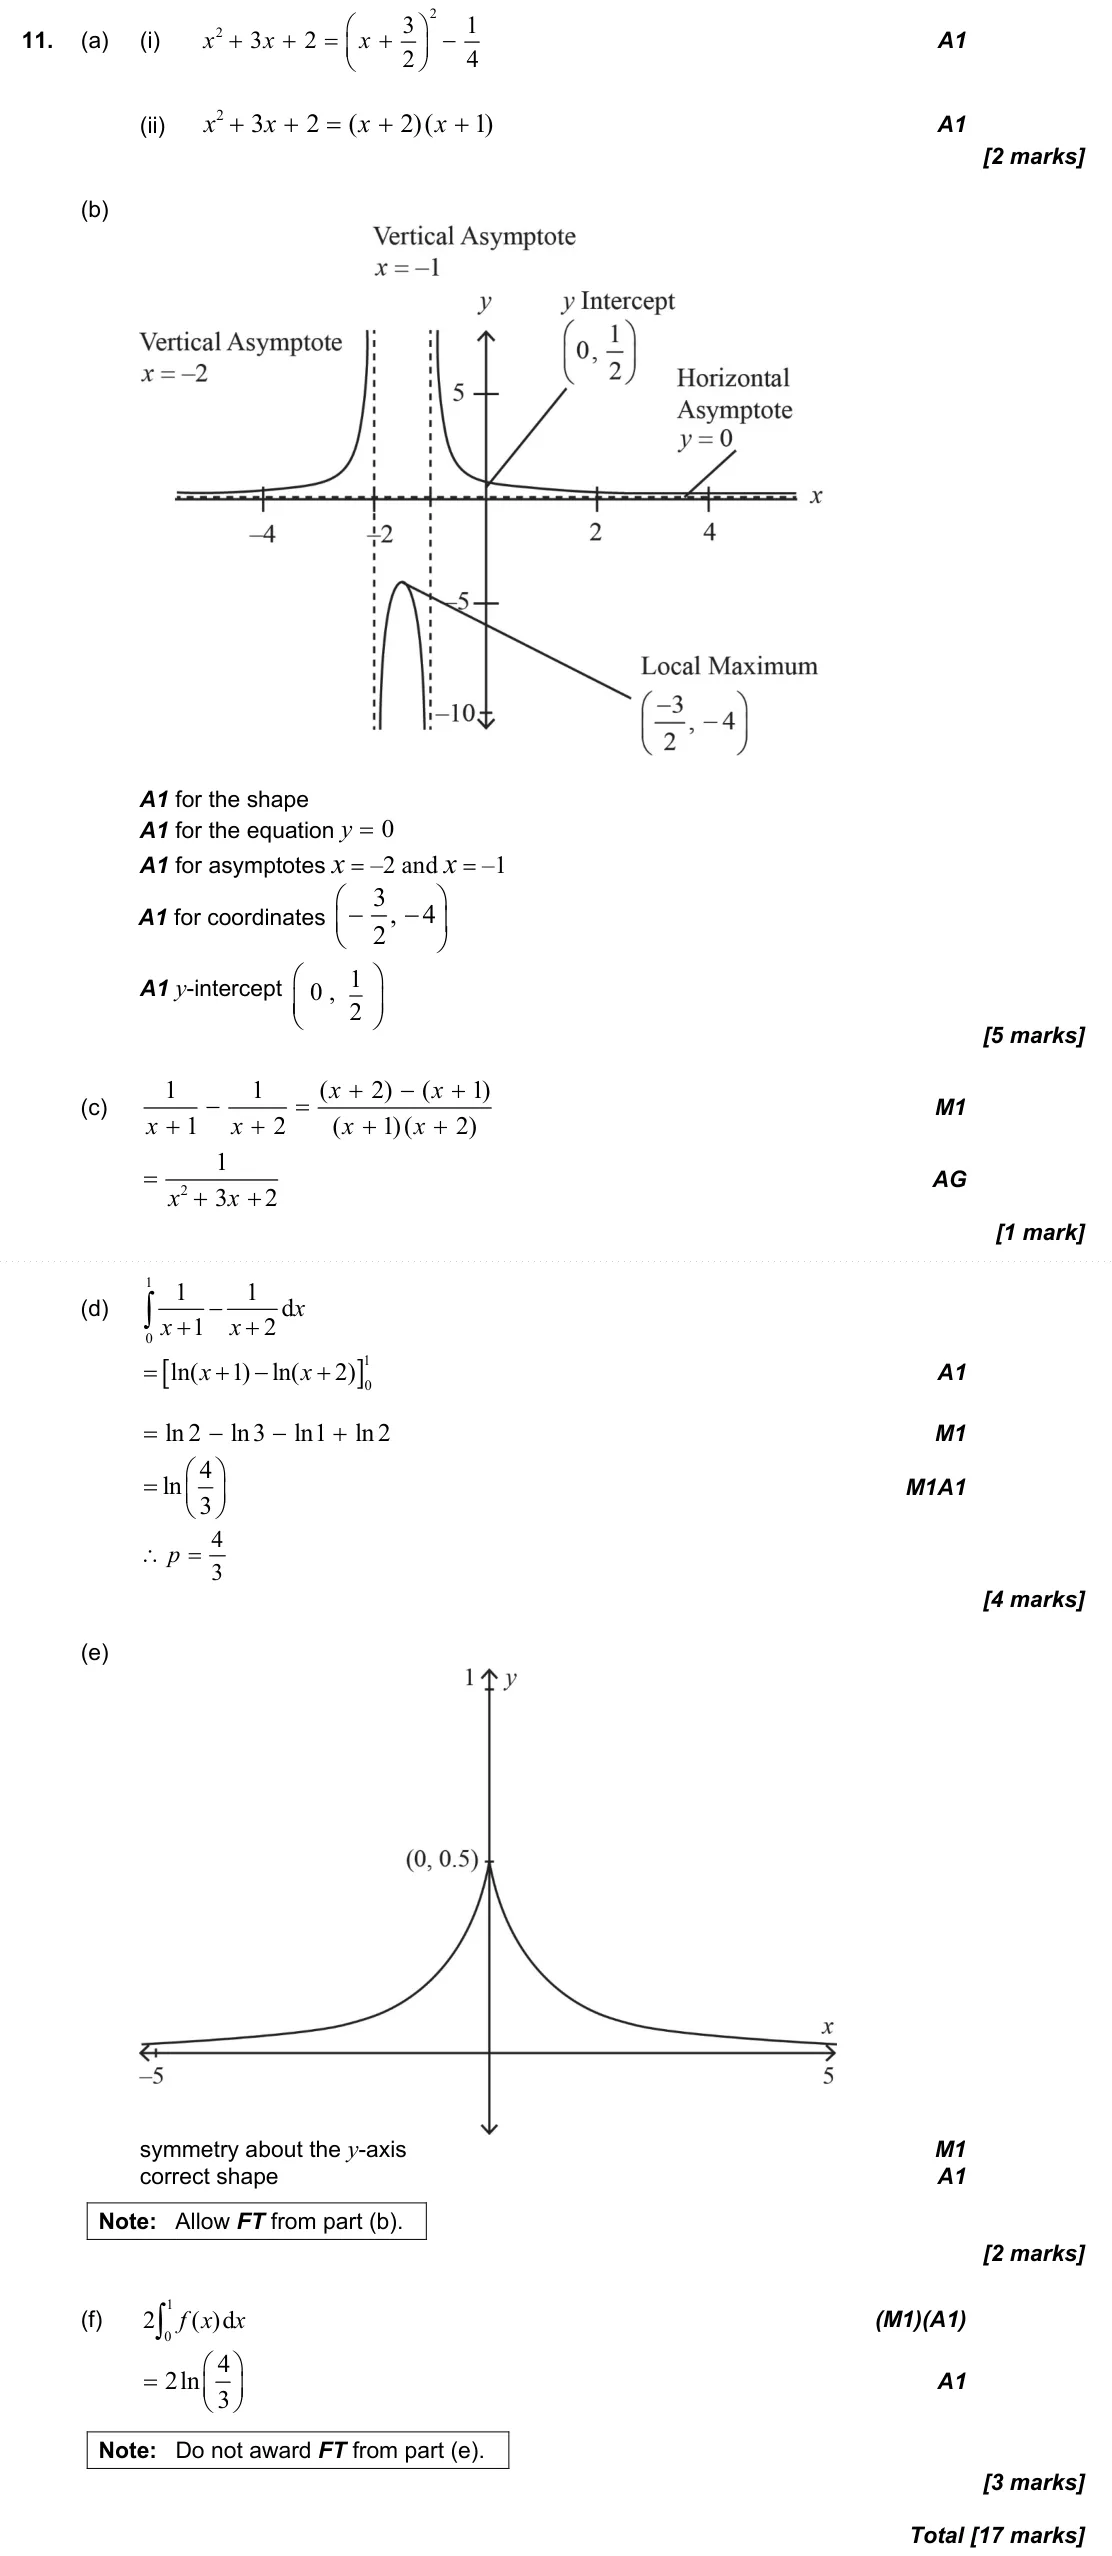 11. (a) (i) x² + 3x + 2 = (x + 3/2)² − 1/4 A1
(ii) x² + 3x + 2 = (x + 2)(x + 1) A1
[2 marks]
(b)
Vertical Asymptote
x = –1
y
y Intercept
(0, 1/2)
Vertical Asymptote
x = –2
Horizontal
Asymptote
y = 0
5
x
–4
–2
2
4
–5
Local Maximum
(–3/2, –4)
–10
A1 for the shape
A1 for the equation y = 0
A1 for asymptotes x = –2 and x = –1
A1 for coordinates (−3/2, −4)
A1 y-intercept (0 , 1/2)
[5 marks]
(c) 1/(x + 1) − 1/(x + 2) = ((x + 2) − (x + 1))/((x + 1)(x + 2)) M1
= 1/(x² + 3x + 2) AG
[1 mark]
(d) ∫₀¹ 1/(x+1) − 1/(x+2) dx
= [ln(x+1) − ln(x+2)]₀¹ A1
= ln 2 − ln 3 − ln 1 + ln 2 M1
= ln(4/3) M1A1
∴ p = 4/3
[4 marks]
(e)
1 y
(0, 0.5)
x
–5
5
symmetry about the y-axis M1
correct shape A1
Note: Allow FT from part (b).
[2 marks]
(f) 2∫₀¹ f(x)dx (M1)(A1)
= 2 ln(4/3) A1
Note: Do not award FT from part (e).
[3 marks]
Total [17 marks]